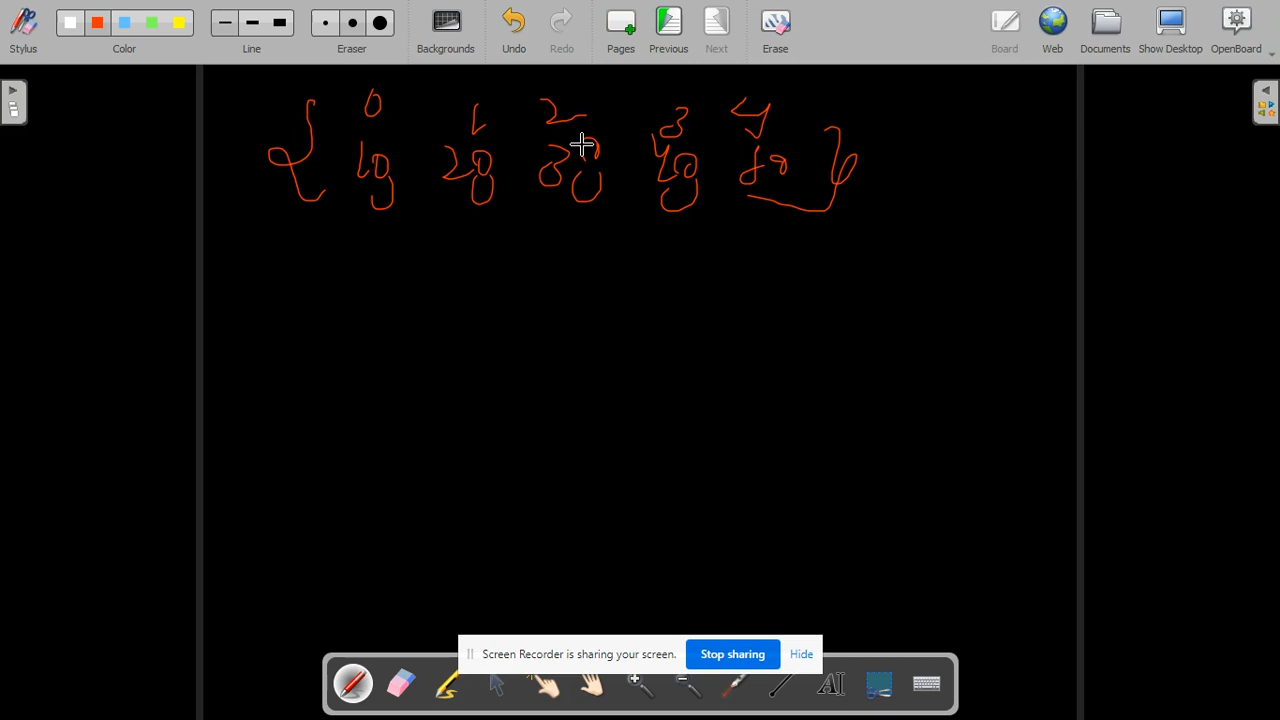 Stylus Color Line Eraser Backgrounds Undo Redo Pages Previous Next Erase Board Web Documents Show Desktop OpenBoard
0 1 2 3 4
{ 10 20 30 40 50 }
Screen Recorder is sharing your screen. Stop sharing Hide
AI